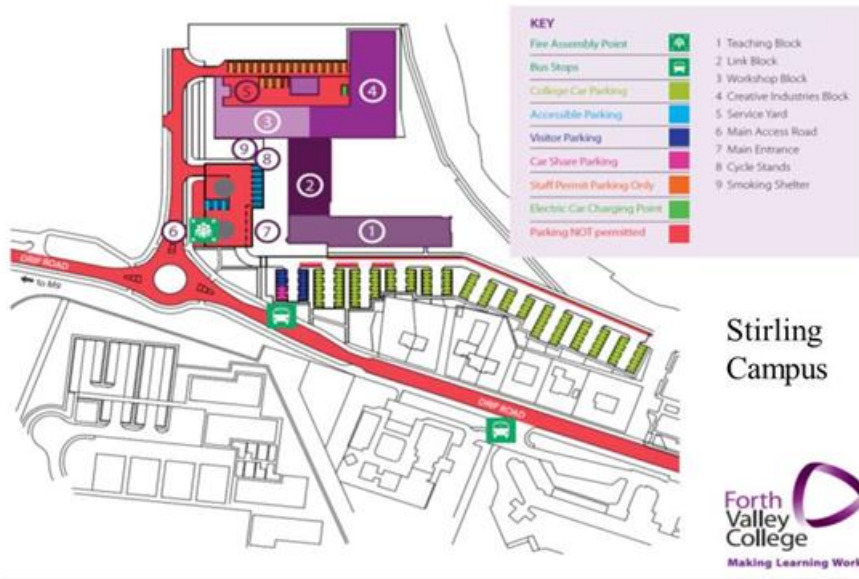 KEY
Fire Assembly Point
Bus Stops
College Car Parking
Accessible Parking
Visitor Parking
Car Share Parking
Staff Permit Parking Only
Electric Car Charging Point
Parking NOT permitted
1 Teaching Block
2 Link Block
3 Workshop Block
4 Creative Industries Block
5 Service Yard
6 Main Access Road
7 Main Entrance
8 Cycle Stands
9 Smoking Shelter
5
4
3
9
8
2
6
7
1
DRIP ROAD
to M9
DRIP ROAD
Stirling
Campus
Forth
Valley
College
Making Learning Work